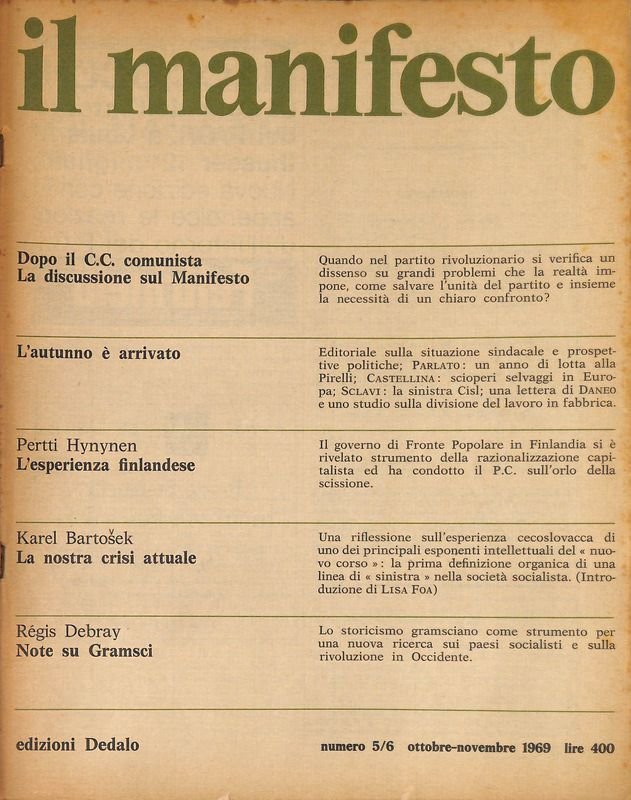 il manifesto
Dopo il C.C. comunista
La discussione sul Manifesto
Quando nel partito rivoluzionario si verifica un
dissenso su grandi problemi che la realtà im-
pone, come salvare l'unità del partito e insieme
la necessità di un chiaro confronto?
L'autunno è arrivato
Editoriale sulla situazione sindacale e prospet-
tive politiche; PARLATO: un anno di lotta alla
Pirelli; CASTELLINA: scioperi selvaggi in Euro-
pa; SCLAVI: la sinistra Cisl; una lettera di DANEO
e uno studio sulla divisione del lavoro in fabbrica.
Pertti Hynynen
L'esperienza finlandese
Il governo di Fronte Popolare in Finlandia si è
rivelato strumento della razionalizzazione capi-
talista ed ha condotto il P.C. sull'orlo della
scissione.
Karel Bartošek
La nostra crisi attuale
Una riflessione sull'esperienza cecoslovacca di
uno dei principali esponenti intellettuali del « nuo-
vo corso »: la prima definizione organica di una
linea di « sinistra » nella società socialista. (Intro-
duzione di LISA FOA)
Régis Debray
Note su Gramsci
Lo storicismo gramsciano come strumento per
una nuova ricerca sui paesi socialisti e sulla
rivoluzione in Occidente.
edizioni Dedalo
numero 5/6 ottobre-novembre 1969 lire 400